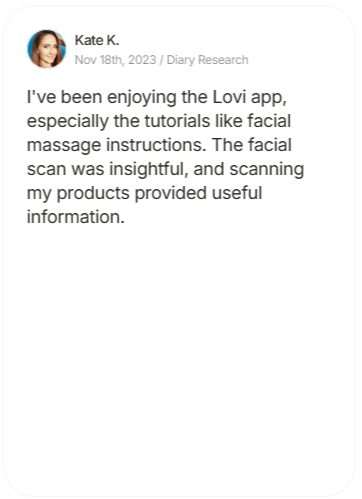 Kate K.
Nov 18th, 2023 / Diary Research
I've been enjoying the Lovi app,
especially the tutorials like facial
massage instructions. The facial
scan was insightful, and scanning
my products provided useful
information.